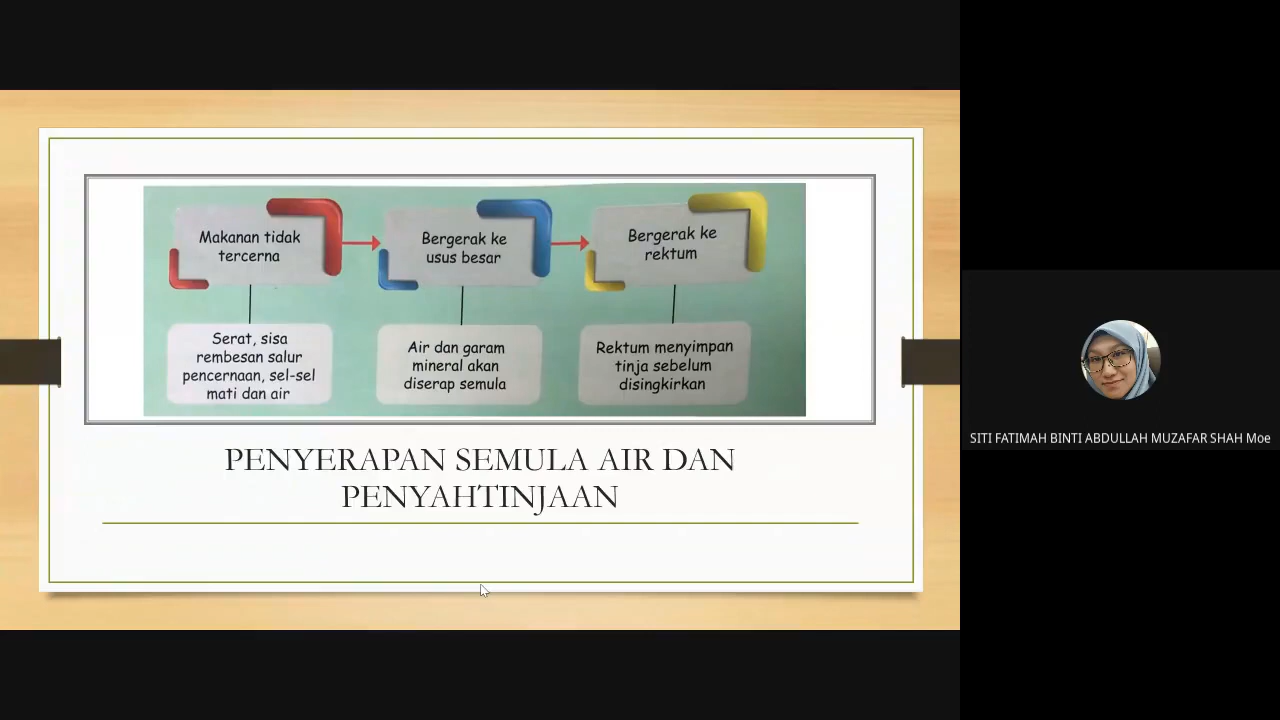 Makanan tidak
tercerna
Bergerak ke
usus besar
Bergerak ke
rektum
Serat, sisa
rembesan salur
pencernaan, sel-sel
mati dan air
Air dan garam
mineral akan
diserap semula
Rektum menyimpan
tinja sebelum
disingkirkan
PENYERAPAN SEMULA AIR DAN
PENYAHTINJAAN
SITI FATIMAH BINTI ABDULLAH MUZAFAR SHAH Moe